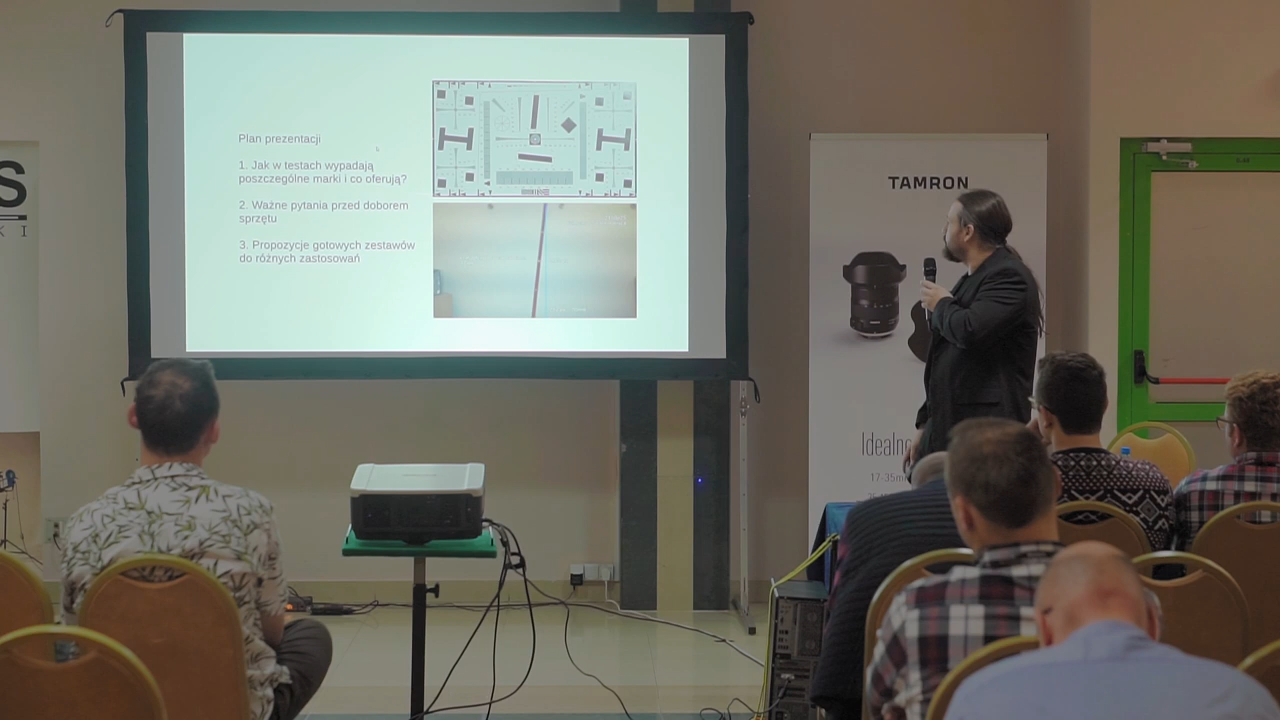 Plan prezentacji
1. Jak w testach wypadają
poszczególne marki i co oferują?
2. Ważne pytania przed doborem
sprzętu
3. Propozycje gotowych zestawów
do różnych zastosowań
TAMRON
S
KI